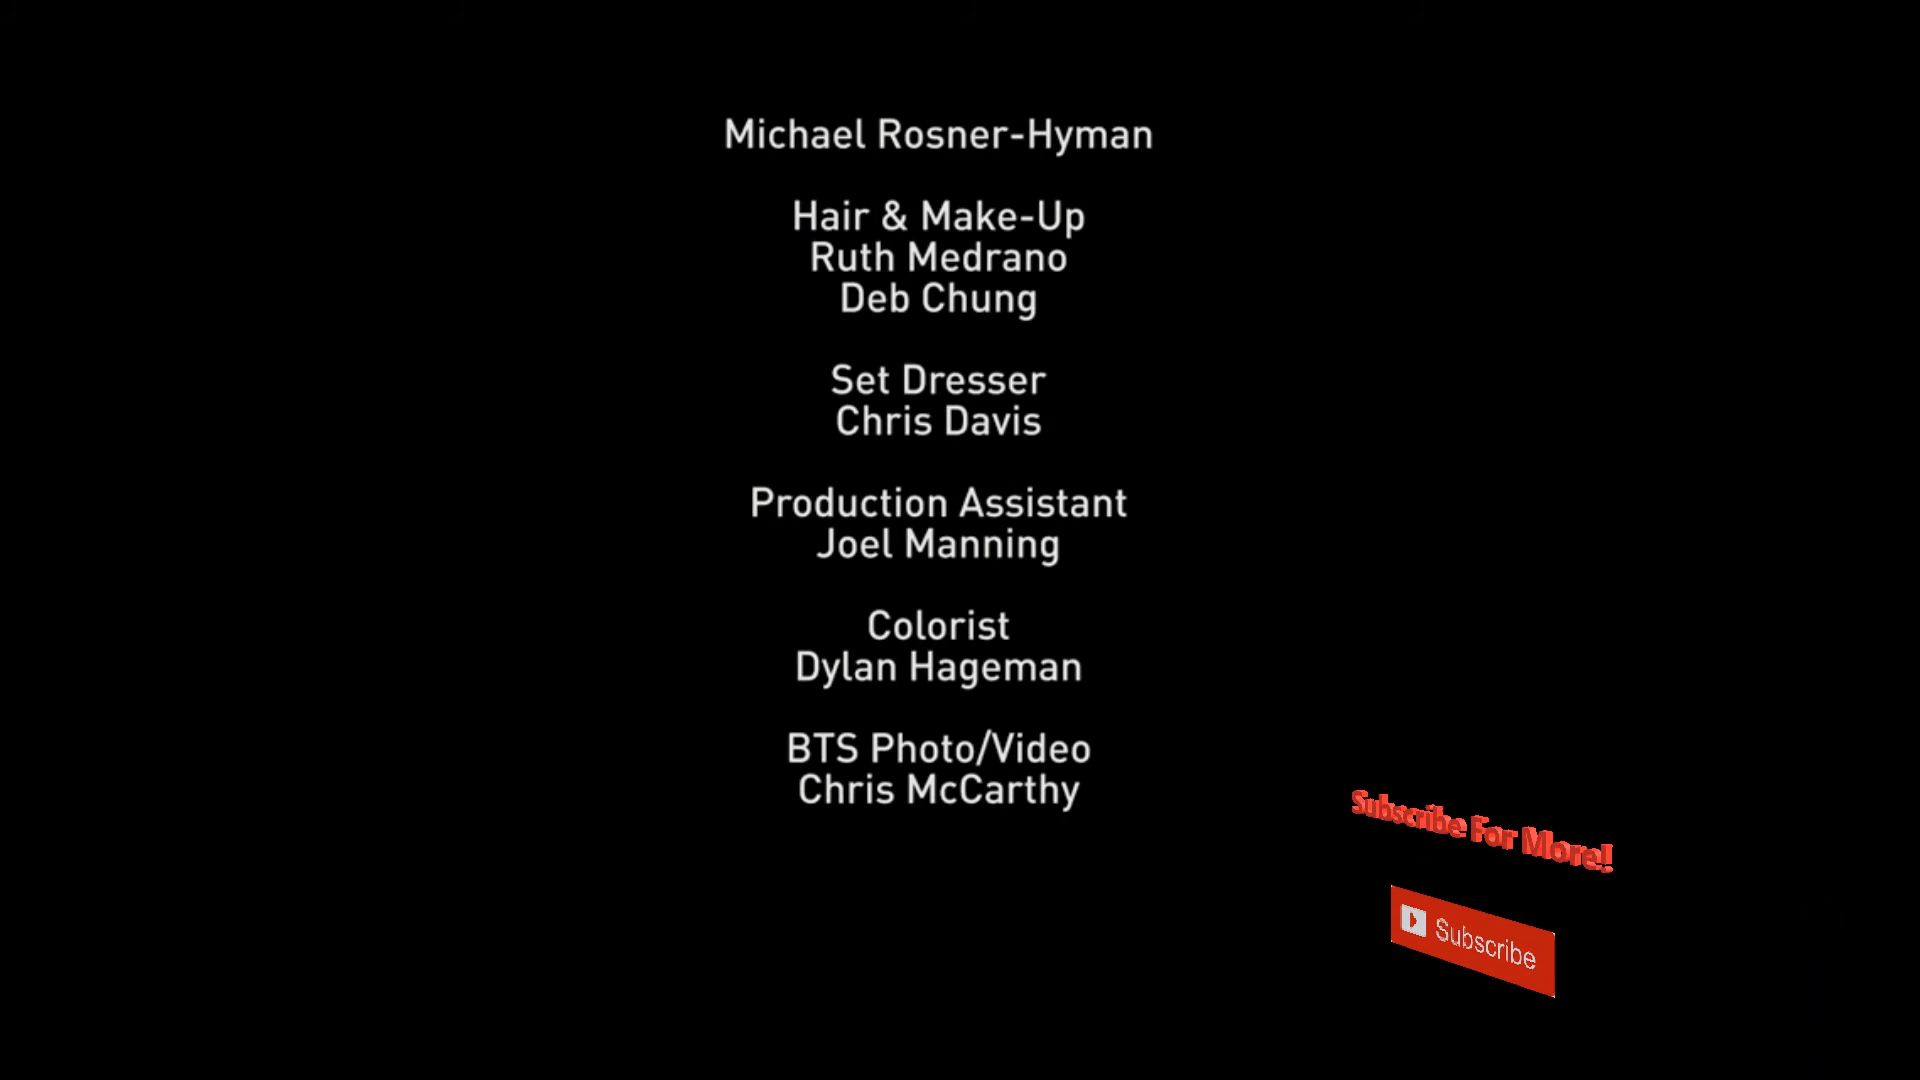 Michael Rosner-Hyman
Hair & Make-Up
Ruth Medrano
Deb Chung
Set Dresser
Chris Davis
Production Assistant
Joel Manning
Colorist
Dylan Hageman
BTS Photo/Video
Chris McCarthy
Subscribe For More!
Subscribe